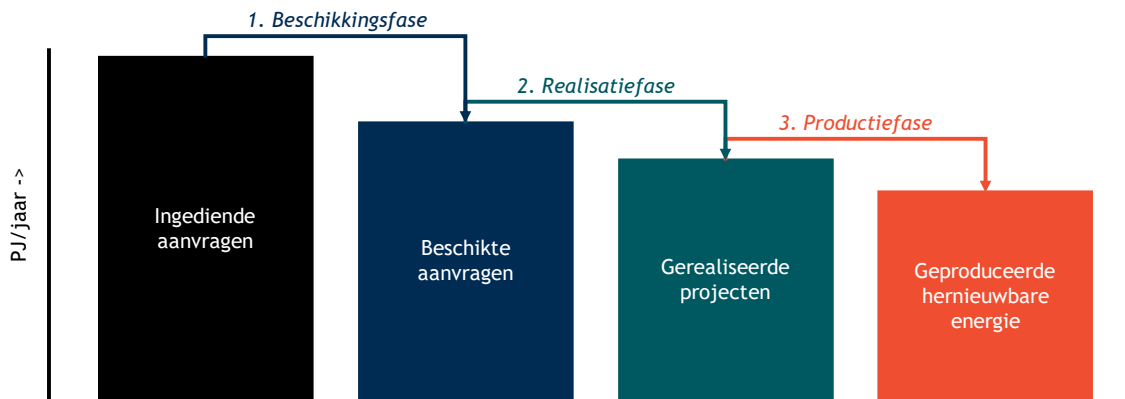 1. Beschikkingsfase
2. Realisatiefase
3. Productiefase
PJ/jaar ->
Ingediende
aanvragen
Beschikte
aanvragen
Gerealiseerde
projecten
Geproduceerde
hernieuwbare
energie